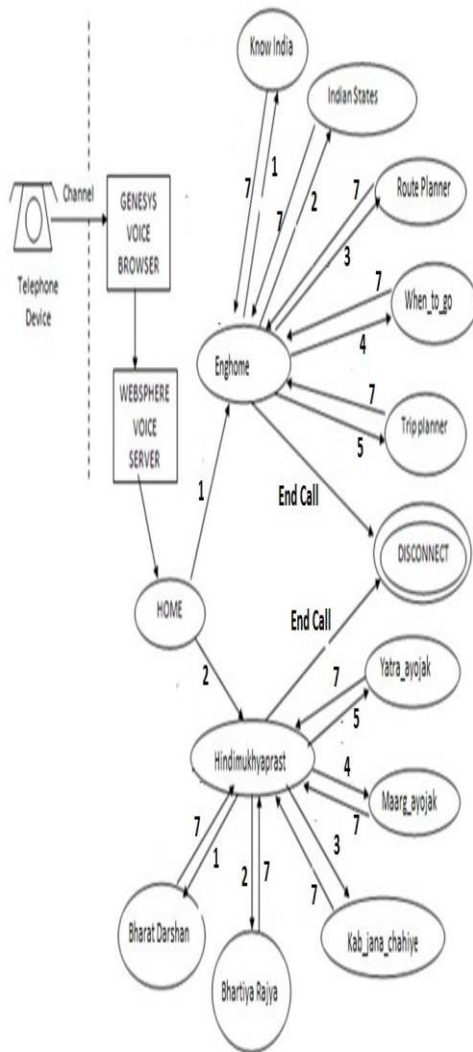 Know India
Indian States
7
1
7
2
Route Planner
7
3
Channel
GENESYS
VOICE
BROWSER
Telephone
Device
When_to_go
7
4
Enghome
WEBSPHERE
VOICE
SERVER
7
5
Trip planner
1
End Call
DISCONNECT
HOME
End Call
2
Yatra_ayojak
7
5
Hindimukhyaprast
4
Maarg_ayojak
7
7
1
2
7
3
7
Bharat Darshan
Kab_jana_chahiye
Bhartiya Rajya